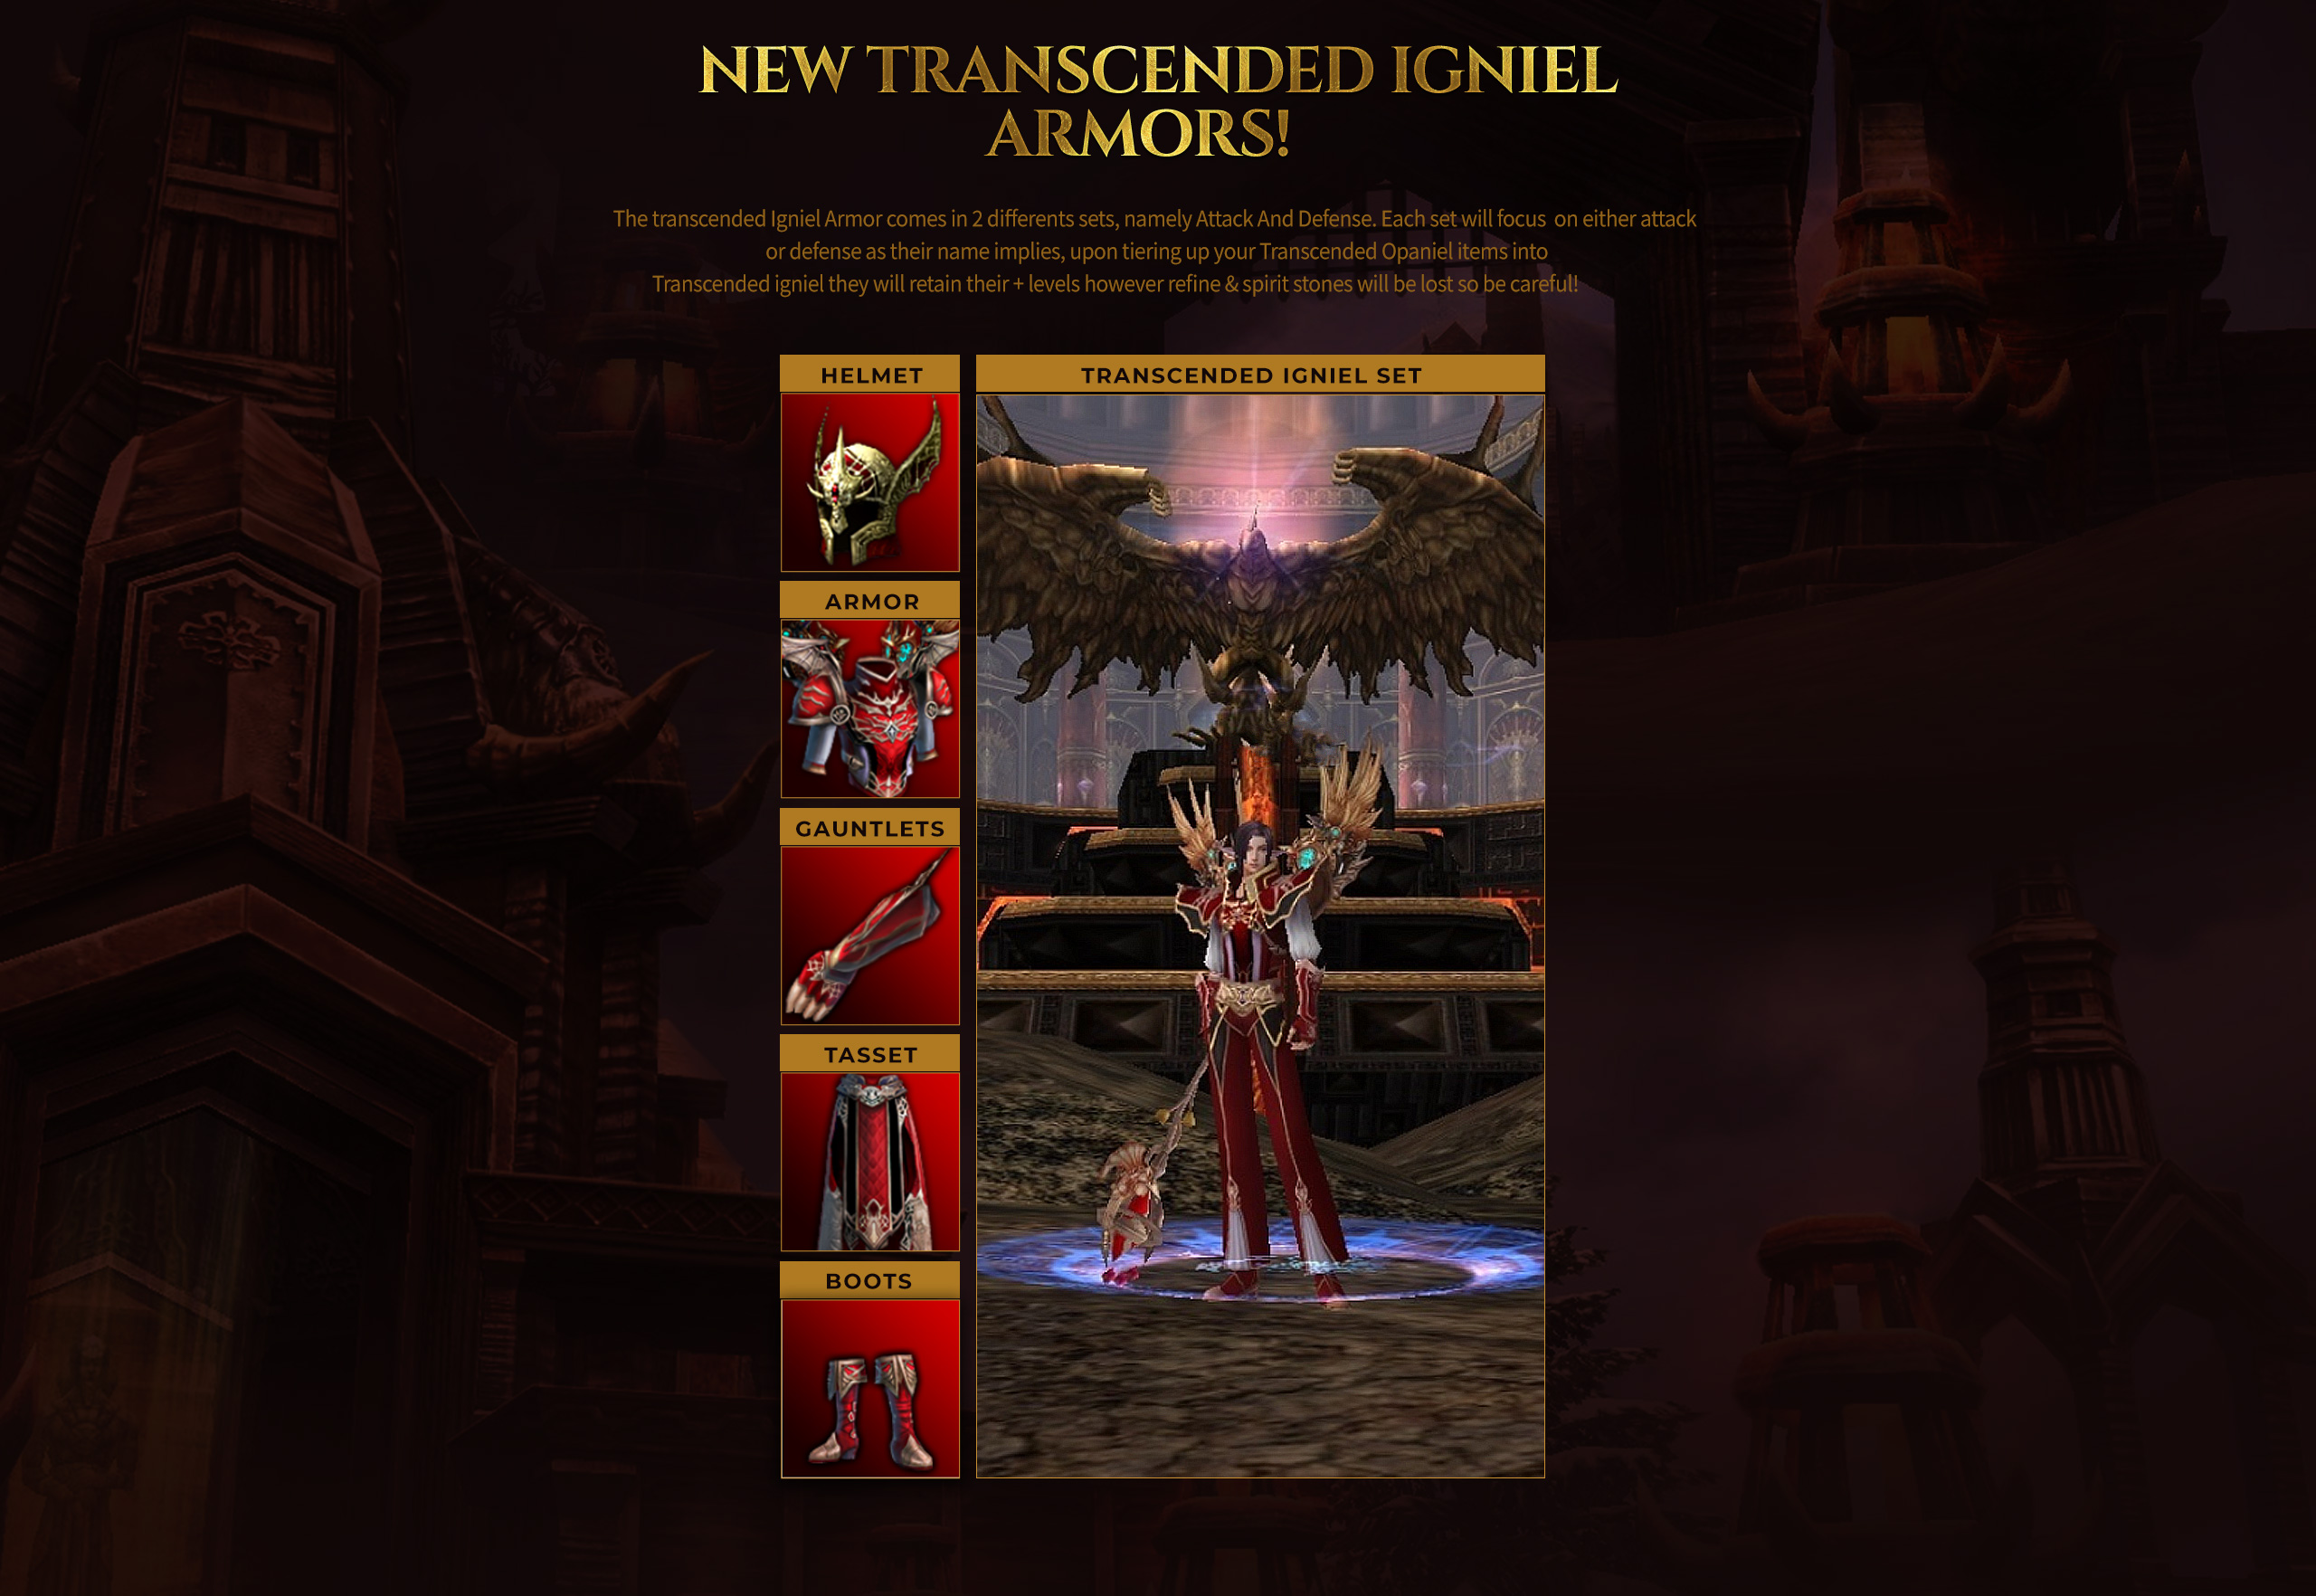 NEW TRANSCENDED IGNIEL
ARMORS!
The transcended Igniel Armor comes in 2 differents sets, namely Attack And Defense. Each set will focus on either attack
or defense as their name implies, upon tiering up your Transcended Opaniel items into
Transcended igniel they will retain their + levels however refine & spirit stones will be lost so be careful!
HELMET
TRANSCENDED IGNIEL SET
ARMOR
GAUNTLETS
TASSET
BOOTS